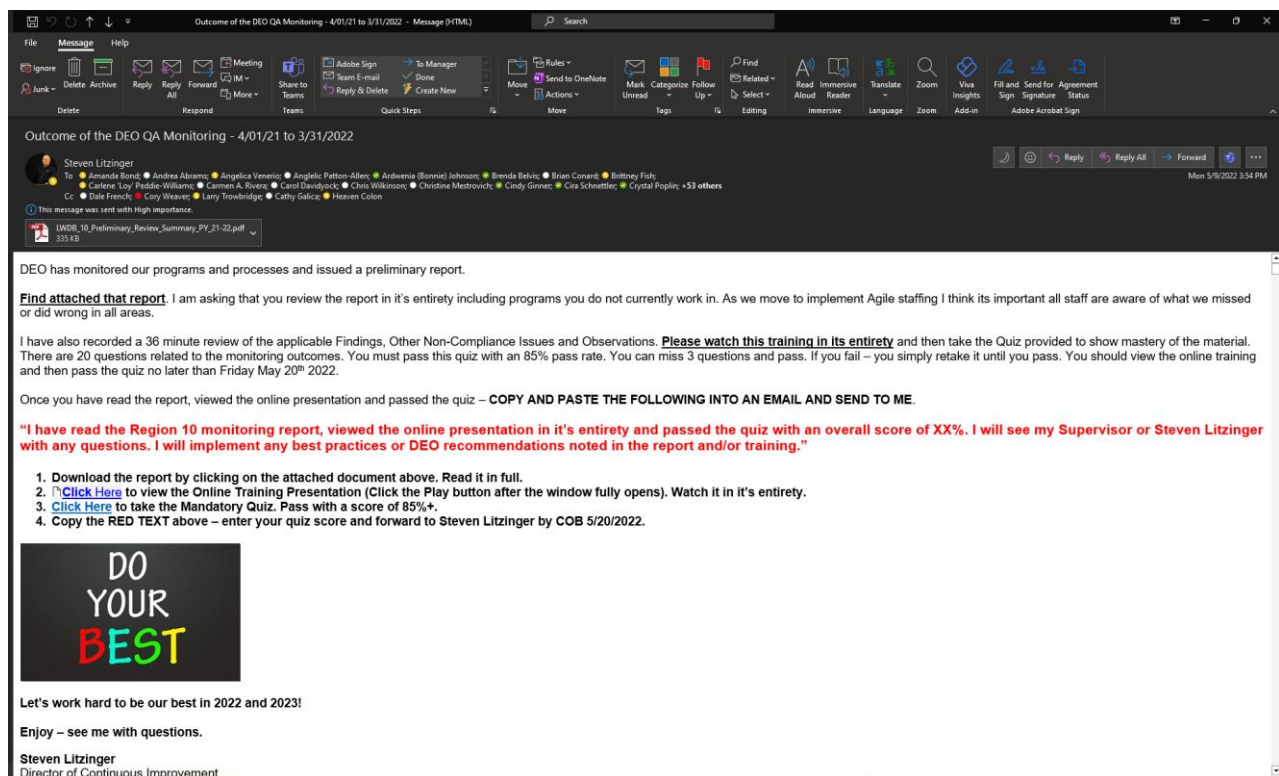 Outcome of the DEO QA Monitoring - 4/01/21 to 3/31/2022 - Message (HTML)
Search
File Message Help
Ignore
Junk
Delete
Archive
Reply
Reply All
Forward
Meeting
IM
More
Share to Teams
Adobe Sign
Team E-mail
Reply & Delete
To Manager
Done
Create New
Move
Rules
Send to OneNote
Actions
Mark Unread
Categorize
Follow Up
Find
Related
Select
Read Aloud
Immersive Reader
Translate
Zoom
Viva Insights
Fill and Sign
Send for Signature
Agreement Status
Delete Respond Teams Quick Steps Move Tags Editing Immersive Language Zoom Add-in Adobe Acrobat Sign
Outcome of the DEO QA Monitoring - 4/01/21 to 3/31/2022
Steven Litzinger
To Amanda Bond; Andrea Abrams; Angelica Venerio; Anglelic Patton-Allen; Ardwenia (Bonnie) Johnson; Brenda Belvis; Brian Conard; Brittney Fish;
Carlene 'Loy' Peddie-Williams; Carmen A. Rivera; Carol Davidyock; Chris Wilkinson; Christine Mestrovich; Cindy Ginner; Cira Schnettler; Crystal Poplin; +53 others
Cc Dale French; Cory Weaver; Larry Trowbridge; Cathy Galica; Heaven Colon
Reply Reply All Forward
Mon 5/9/2022 3:54 PM
This message was sent with High importance.
LWDB_10_Preliminary_Review_Summary_PY_21-22.pdf
335 KB
DEO has monitored our programs and processes and issued a preliminary report.
Find attached that report. I am asking that you review the report in it's entirety including programs you do not currently work in. As we move to implement Agile staffing I think its important all staff are aware of what we missed
or did wrong in all areas.
I have also recorded a 36 minute review of the applicable Findings, Other Non-Compliance Issues and Observations. Please watch this training in its entirety and then take the Quiz provided to show mastery of the material.
There are 20 questions related to the monitoring outcomes. You must pass this quiz with an 85% pass rate. You can miss 3 questions and pass. If you fail – you simply retake it until you pass. You should view the online training
and then pass the quiz no later than Friday May 20th 2022.
Once you have read the report, viewed the online presentation and passed the quiz – COPY AND PASTE THE FOLLOWING INTO AN EMAIL AND SEND TO ME.
“I have read the Region 10 monitoring report, viewed the online presentation in it's entirety and passed the quiz with an overall score of XX%. I will see my Supervisor or Steven Litzinger
with any questions. I will implement any best practices or DEO recommendations noted in the report and/or training.”
1. Download the report by clicking on the attached document above. Read it in full.
2. Click Here to view the Online Training Presentation (Click the Play button after the window fully opens). Watch it in it's entirety.
3. Click Here to take the Mandatory Quiz. Pass with a score of 85%+.
4. Copy the RED TEXT above – enter your quiz score and forward to Steven Litzinger by COB 5/20/2022.
DO
YOUR
BEST
Let's work hard to be our best in 2022 and 2023!
Enjoy – see me with questions.
Steven Litzinger
Director of Continuous Improvement